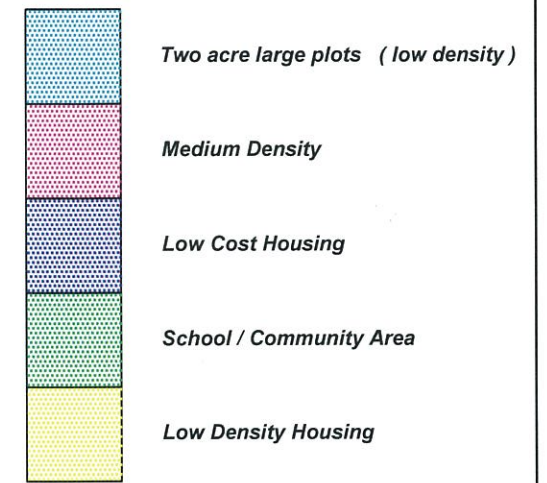 Two acre large plots ( low density )
Medium Density
Low Cost Housing
School / Community Area
Low Density Housing